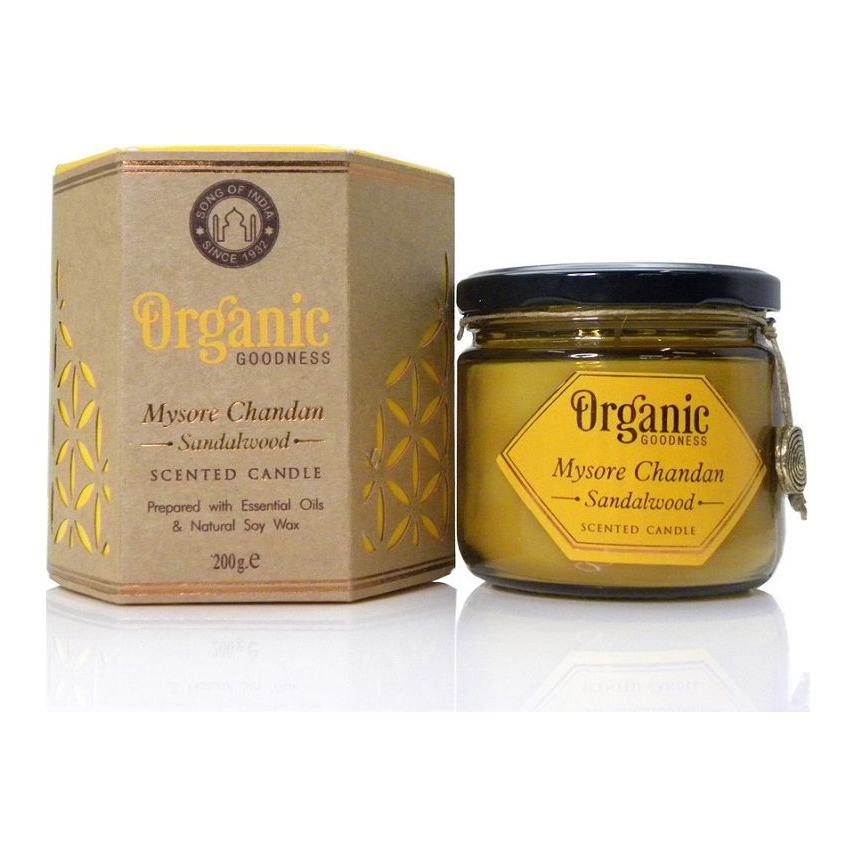 SONG OF INDIA
SINCE 1932
Organic
GOODNESS
Mysore Chandan
Sandalwood
SCENTED CANDLE
Prepared with Essential Oils
& Natural Soy Wax
200g.e
Organic
GOODNESS
Mysore Chandan
Sandalwood
SCENTED CANDLE